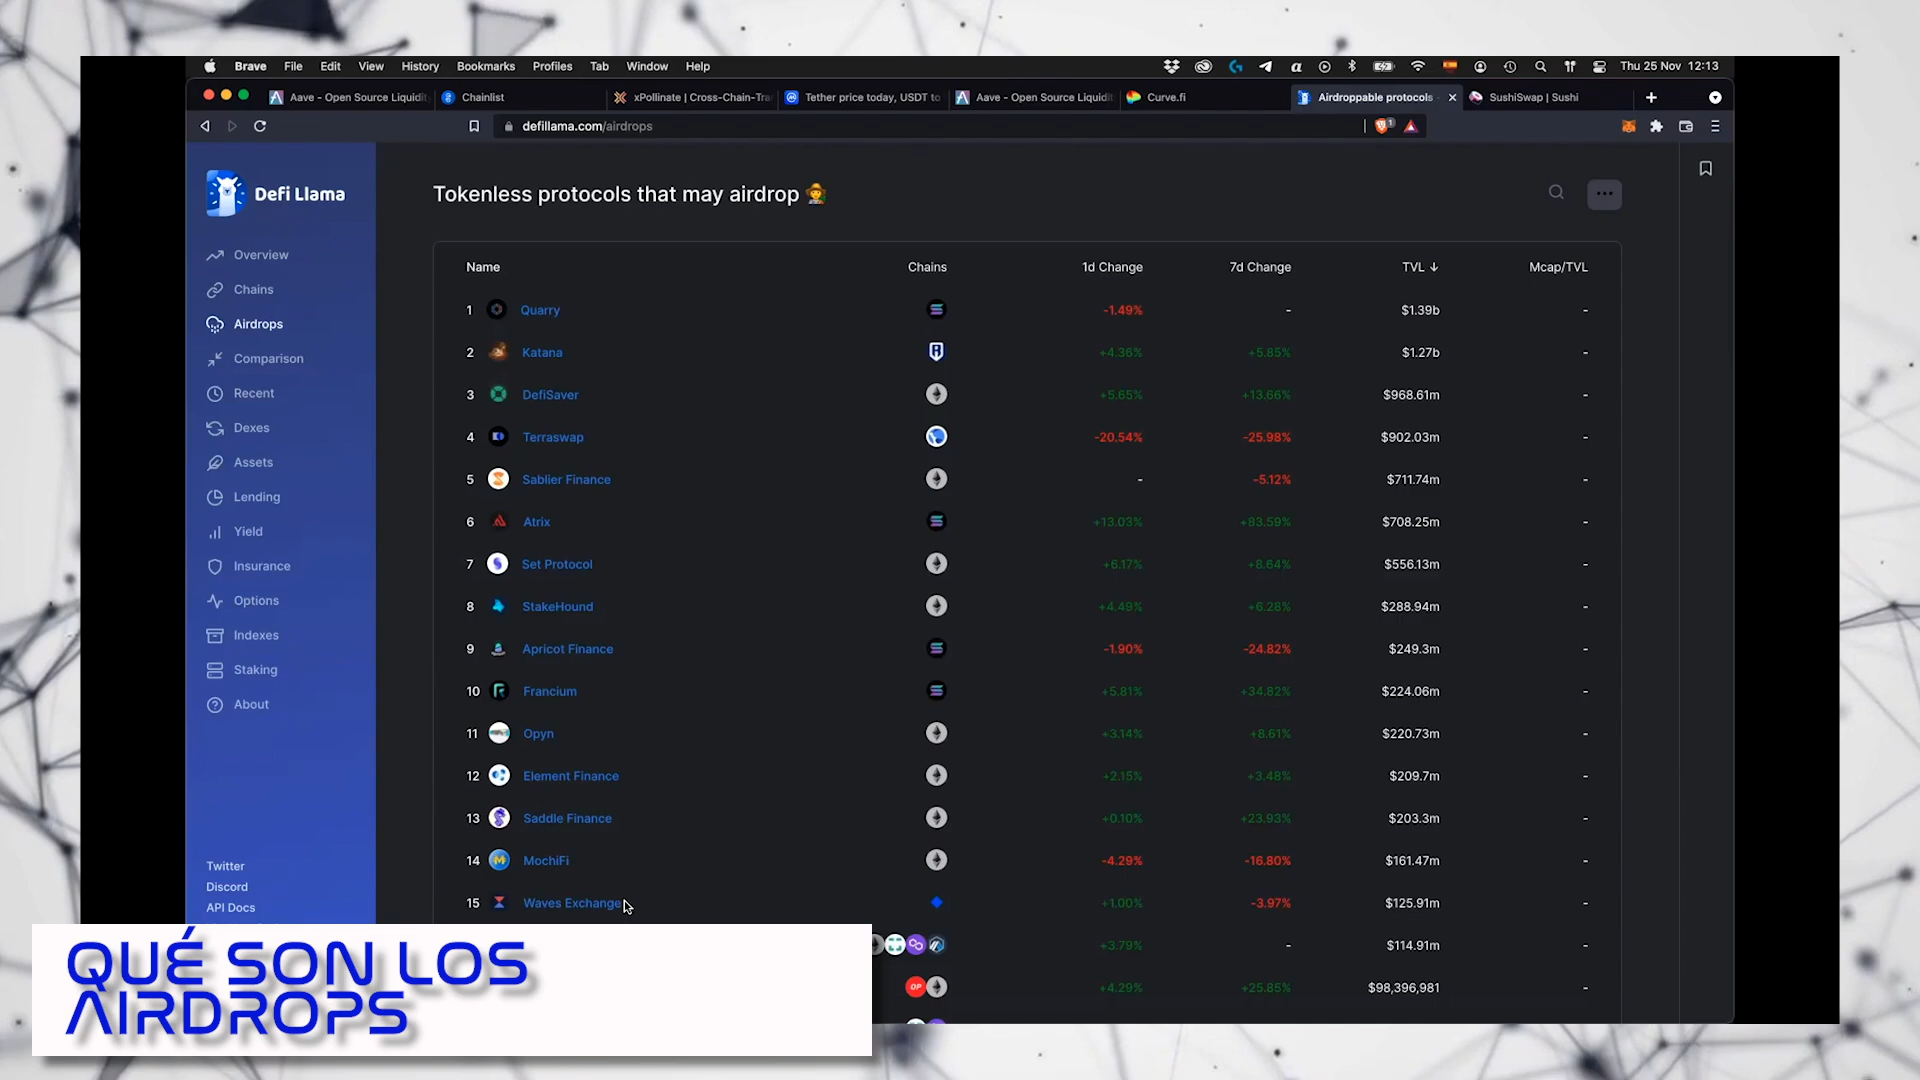 Brave File Edit View History Bookmarks Profiles Tab Window Help Thu 25 Nov 12:13
Aave - Open Source Liquidit Chainlist xPollinate | Cross-Chain-Tra Tether price today, USDT to Aave - Open Source Liquidit Curve.fi Airdroppable protocols SushiSwap | Sushi
defillama.com/airdrops 1
Defi Llama
Overview
Chains
Airdrops
Comparison
Recent
Dexes
Assets
Lending
Yield
Insurance
Options
Indexes
Staking
About
Twitter
Discord
API Docs
Tokenless protocols that may airdrop
Name Chains 1d Change 7d Change TVL ↓ Mcap/TVL
1 Quarry -1.49% - $1.39b -
2 Katana +4.36% +5.85% $1.27b -
3 DefiSaver +5.65% +13.66% $968.61m -
4 Terraswap -20.54% -25.98% $902.03m -
5 Sablier Finance - -5.12% $711.74m -
6 Atrix +13.03% +83.59% $708.25m -
7 Set Protocol +6.17% +8.64% $556.13m -
8 StakeHound +4.49% +6.28% $288.94m -
9 Apricot Finance -1.90% -24.82% $249.3m -
10 Francium +5.81% +34.82% $224.06m -
11 Opyn +3.14% +8.61% $220.73m -
12 Element Finance +2.15% +3.48% $209.7m -
13 Saddle Finance +0.10% +23.93% $203.3m -
14 MochiFi -4.29% -16.80% $161.47m -
15 Waves Exchange +1.00% -3.97% $125.91m -
+3.79% - $114.91m -
OP +4.29% +25.85% $98,396,981 -
QUÉ SON LOS
AIRDROPS